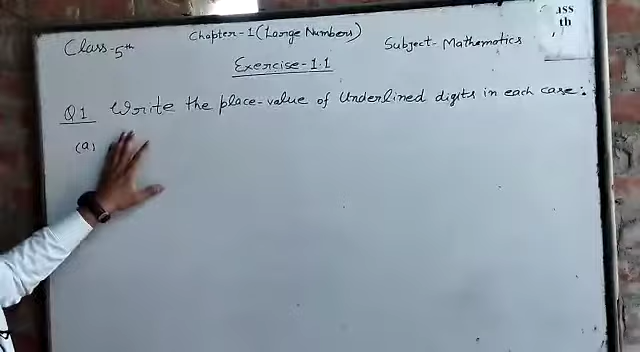 Class-5th Chapter-1 (Large Numbers) Subject-Mathematics
Exercise-1.1
Q1 Write the place-value of Underlined digits in each case:
(a)